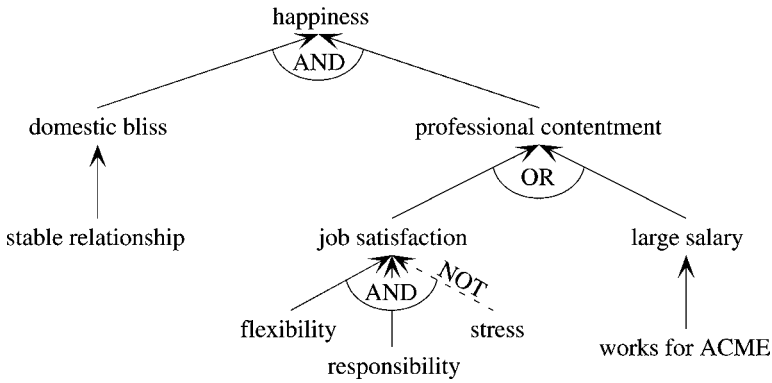 happiness
AND
domestic bliss
professional contentment
OR
stable relationship
job satisfaction
large salary
NOT
AND
flexibility
stress
responsibility
works for ACME